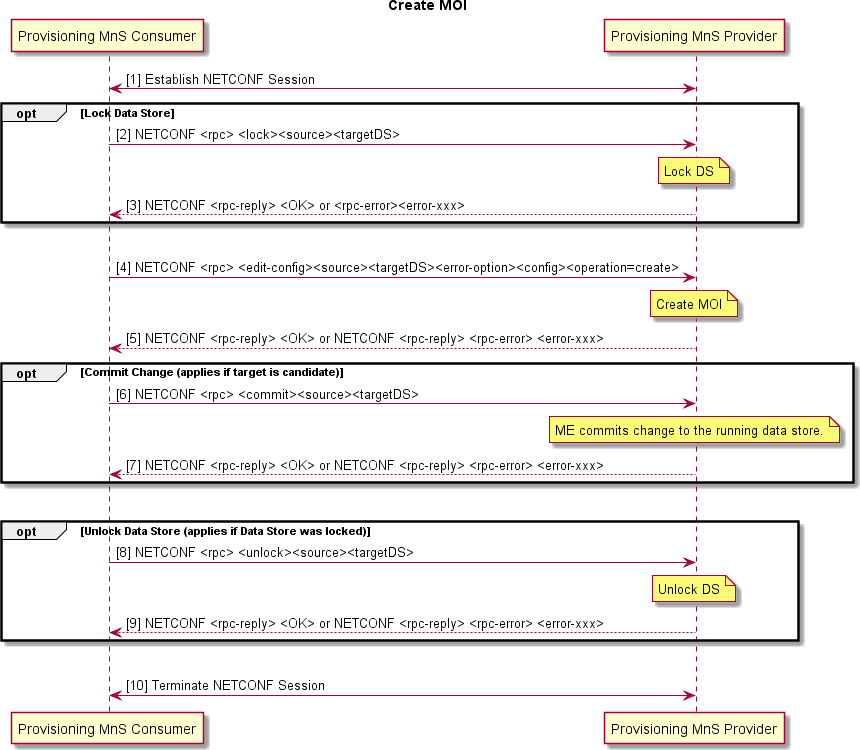 Create MOI
Provisioning MnS Consumer
Provisioning MnS Provider
[1] Establish NETCONF Session
opt
[Lock Data Store]
[2] NETCONF <rpc> <lock><source><targetDS>
Lock DS
[3] NETCONF <rpc-reply> <OK> or <rpc-error><error-xxx>
[4] NETCONF <rpc> <edit-config><source><targetDS><error-option><config><operation=create>
Create MOI
[5] NETCONF <rpc-reply> <OK> or NETCONF <rpc-reply> <rpc-error> <error-xxx>
opt
[Commit Change (applies if target is candidate)]
[6] NETCONF <rpc> <commit><source><targetDS>
ME commits change to the running data store.
[7] NETCONF <rpc-reply> <OK> or NETCONF <rpc-reply> <rpc-error> <error-xxx>
opt
[Unlock Data Store (applies if Data Store was locked)]
[8] NETCONF <rpc> <unlock><source><targetDS>
Unlock DS
[9] NETCONF <rpc-reply> <OK> or NETCONF <rpc-reply> <rpc-error> <error-xxx>
[10] Terminate NETCONF Session
Provisioning MnS Consumer
Provisioning MnS Provider